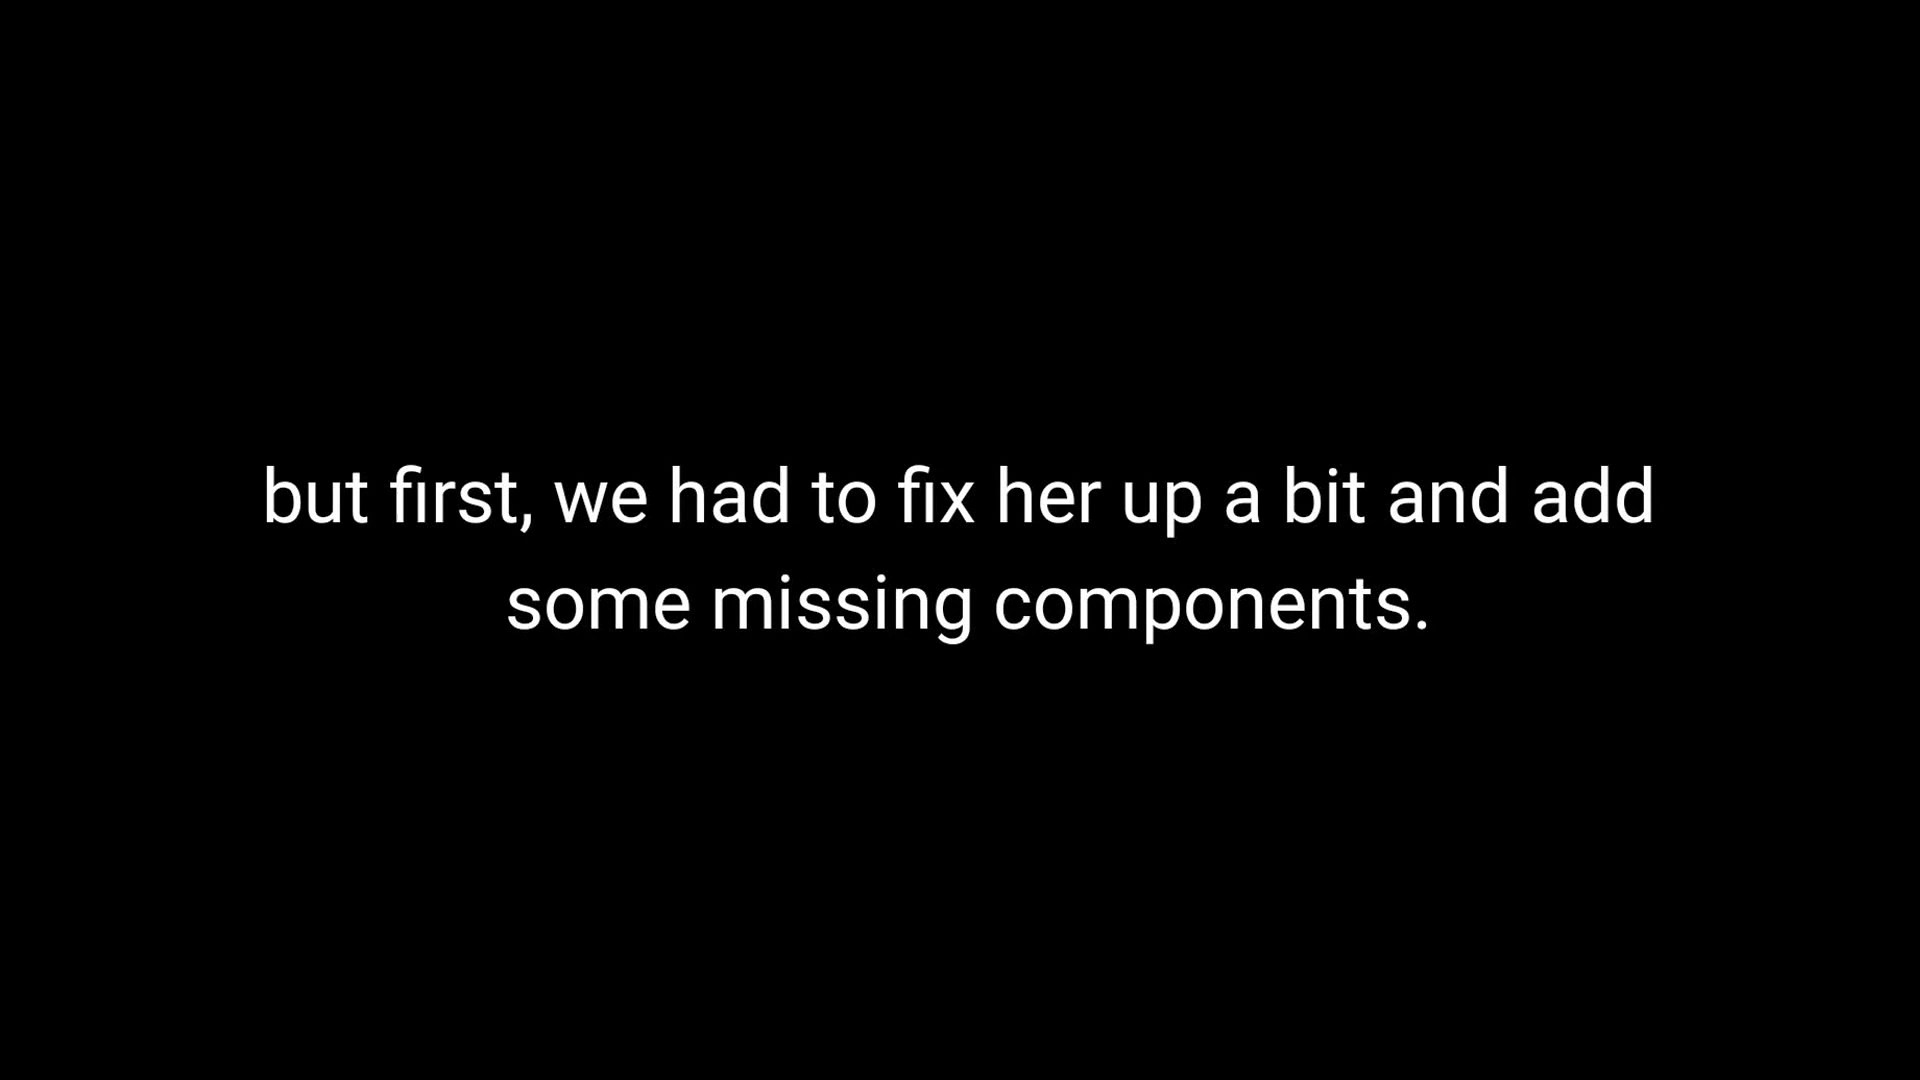 but first, we had to fix her up a bit and add
some missing components.